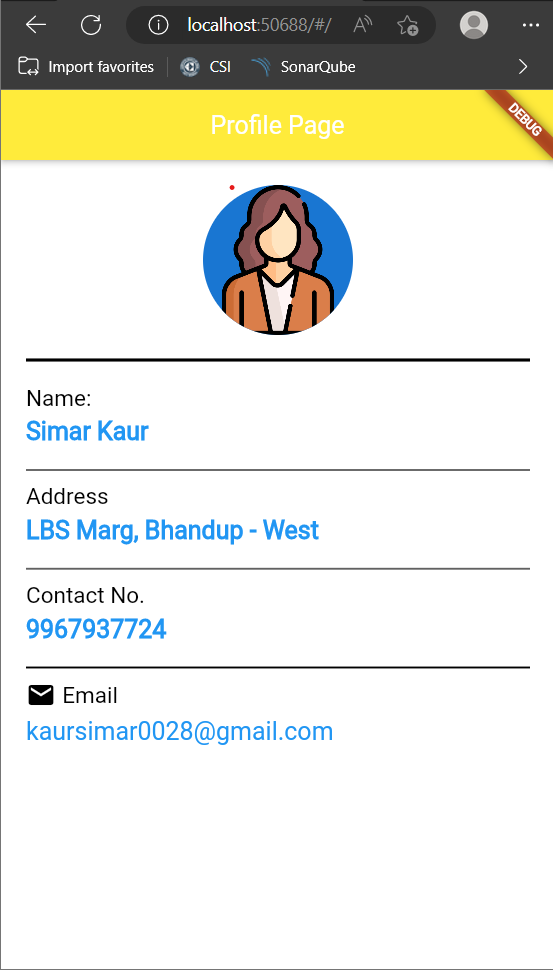 localhost:50688/#/
Import favorites
CSI
SonarQube
Profile Page
DEBUG
Name:
Simar Kaur
Address
LBS Marg, Bhandup - West
Contact No.
9967937724
Email
kaursimar0028@gmail.com